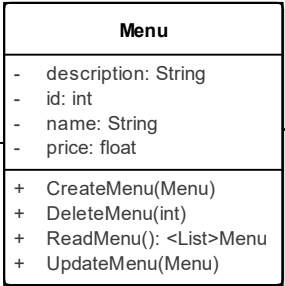 Menu
- description: String
- id: int
- name: String
- price: float
+ CreateMenu(Menu)
+ DeleteMenu(int)
+ ReadMenu(): <List>Menu
+ UpdateMenu(Menu)